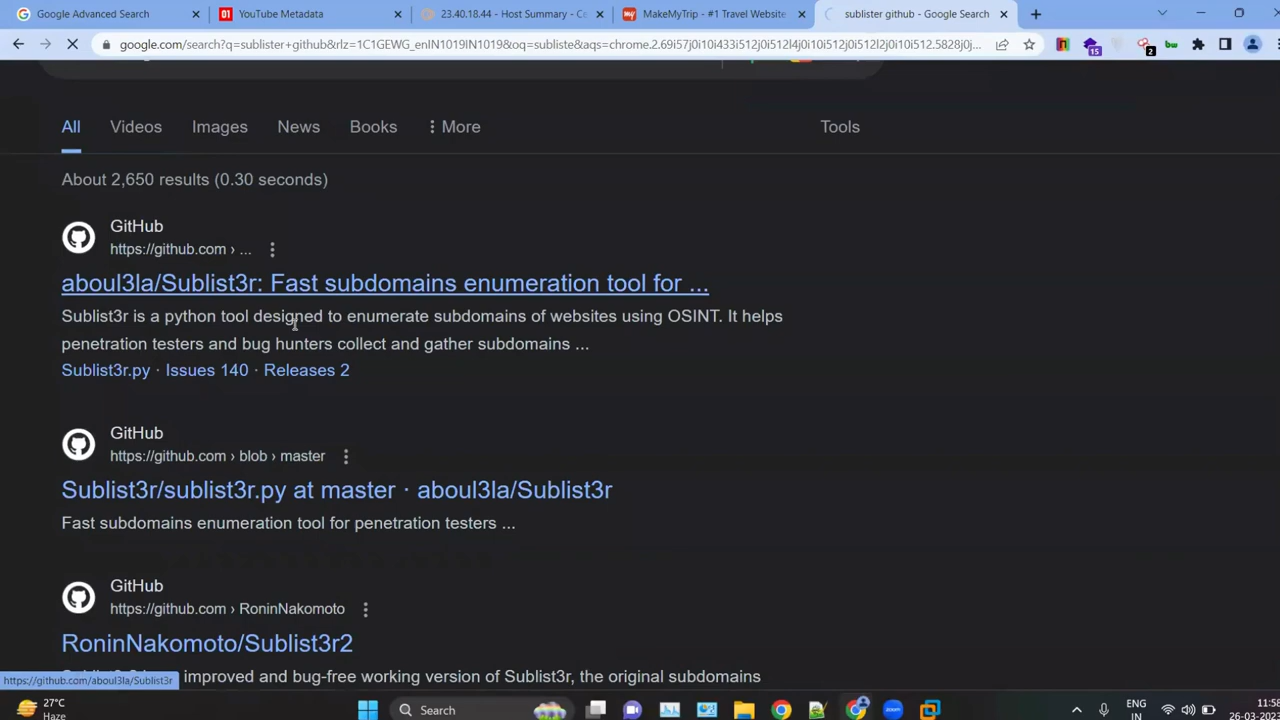 Google Advanced Search
YouTube Metadata
23.40.18.44 - Host Summary - Ce
MakeMyTrip - #1 Travel Website
sublister github - Google Search
google.com/search?q=sublister+github&rlz=1C1GEWG_enIN1019IN1019&oq=subliste&aqs=chrome.2.69i57j0i10i433i512j0i512l4j0i10i512j0i512l2j0i10i512.5828j0j...
15
2
All
Videos
Images
News
Books
More
Tools
About 2,650 results (0.30 seconds)
GitHub
https://github.com › ...
aboul3la/Sublist3r: Fast subdomains enumeration tool for ...
Sublist3r is a python tool designed to enumerate subdomains of websites using OSINT. It helps
penetration testers and bug hunters collect and gather subdomains ...
Sublist3r.py · Issues 140 · Releases 2
GitHub
https://github.com › blob › master
Sublist3r/sublist3r.py at master · aboul3la/Sublist3r
Fast subdomains enumeration tool for penetration testers ...
GitHub
https://github.com › RoninNakomoto
RoninNakomoto/Sublist3r2
improved and bug-free working version of Sublist3r, the original subdomains
https://github.com/aboul3la/Sublist3r
27°C
Haze
Search
zoom
ENG
IN
11:5
26-03-202